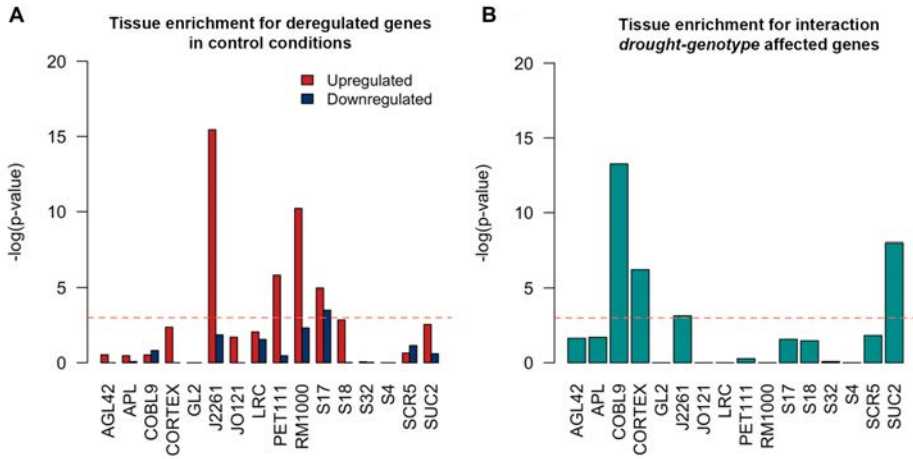 A
Tissue enrichment for deregulated genes
in control conditions
20
15
10
5
0
-log(p-value)
Upregulated
Downregulated
AGL42
APL
COBL9
CORTEX
GL2
J2261
JO121
LRC
PET111
RM1000
S17
S18
S32
S4
SCR5
SUC2
B
Tissue enrichment for interaction
drought-genotype affected genes
20
15
10
5
0
-log(p-value)
AGL42
APL
COBL9
CORTEX
GL2
J2261
JO121
LRC
PET111
RM1000
S17
S18
S32
S4
SCR5
SUC2